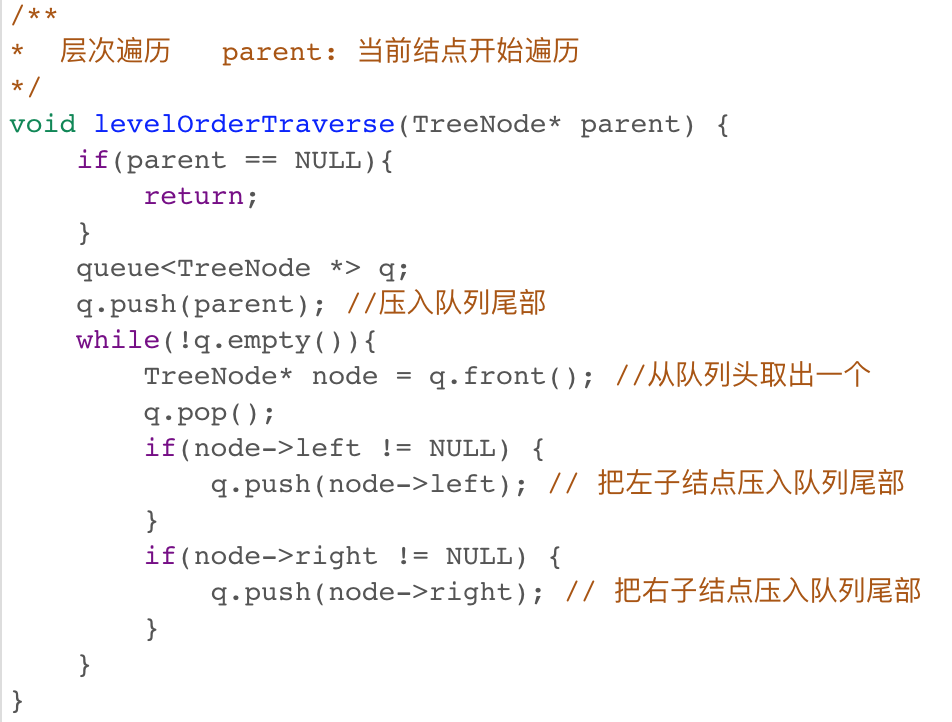 /**
*  层次遍历   parent: 当前结点开始遍历
*/
void levelOrderTraverse(TreeNode* parent) {
    if(parent == NULL){
        return;
    }
    queue<TreeNode *> q;
    q.push(parent); //压入队列尾部
    while(!q.empty()){
        TreeNode* node = q.front(); //从队列头取出一个
        q.pop();
        if(node->left != NULL) {
            q.push(node->left); // 把左子结点压入队列尾部
        }
        if(node->right != NULL) {
            q.push(node->right); // 把右子结点压入队列尾部
        }
    }
}